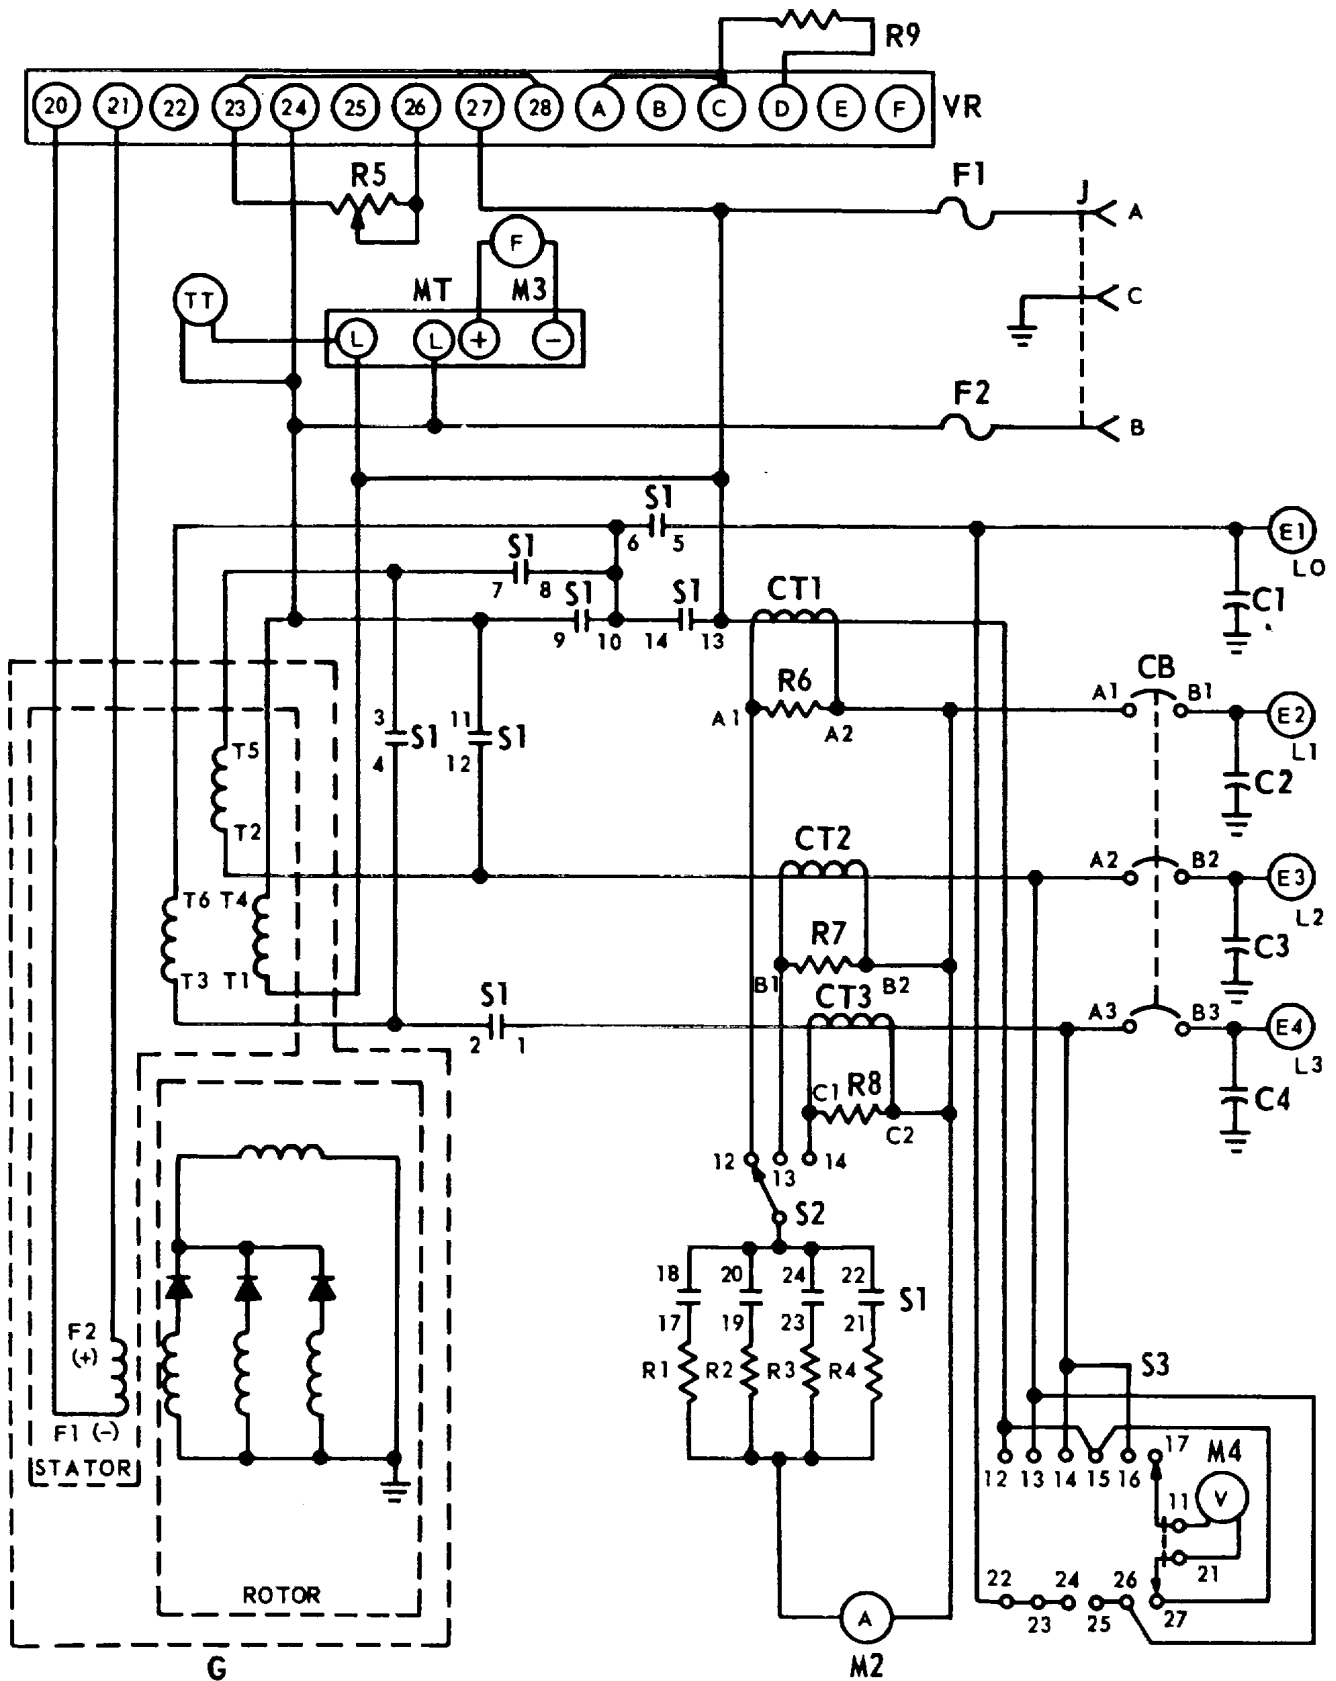 R9
20 21 22 23 24 25 26 27 28 A B C D E F VR
R5
F1 J
A
F
TT
MT M3
C
L L + −
F2
B
S1
6 5
E1
L0
S1
7 8
S1 S1
CT1
C1
9 10 14 13
CB
R6
A1 B1
A1 A2
E2
L1
3 11
S1 S1
4 12
T5
C2
T2
CT2
A2 B2
E3
L2
T6 T4
R7
C3
T3 T1
B1 B2
S1
CT3
A3 B3
E4
2 1
L3
C1 R8
C4
C2
12 13 14
S2
18 20 24 22
S1
17 19 23 21
F2
(+)
R1 R2 R3 R4
S3
F1 (−)
STATOR
17
M4
12 13 14 15 16
11 V
21
22 24 26
23 25 27
ROTOR
A
G
M2